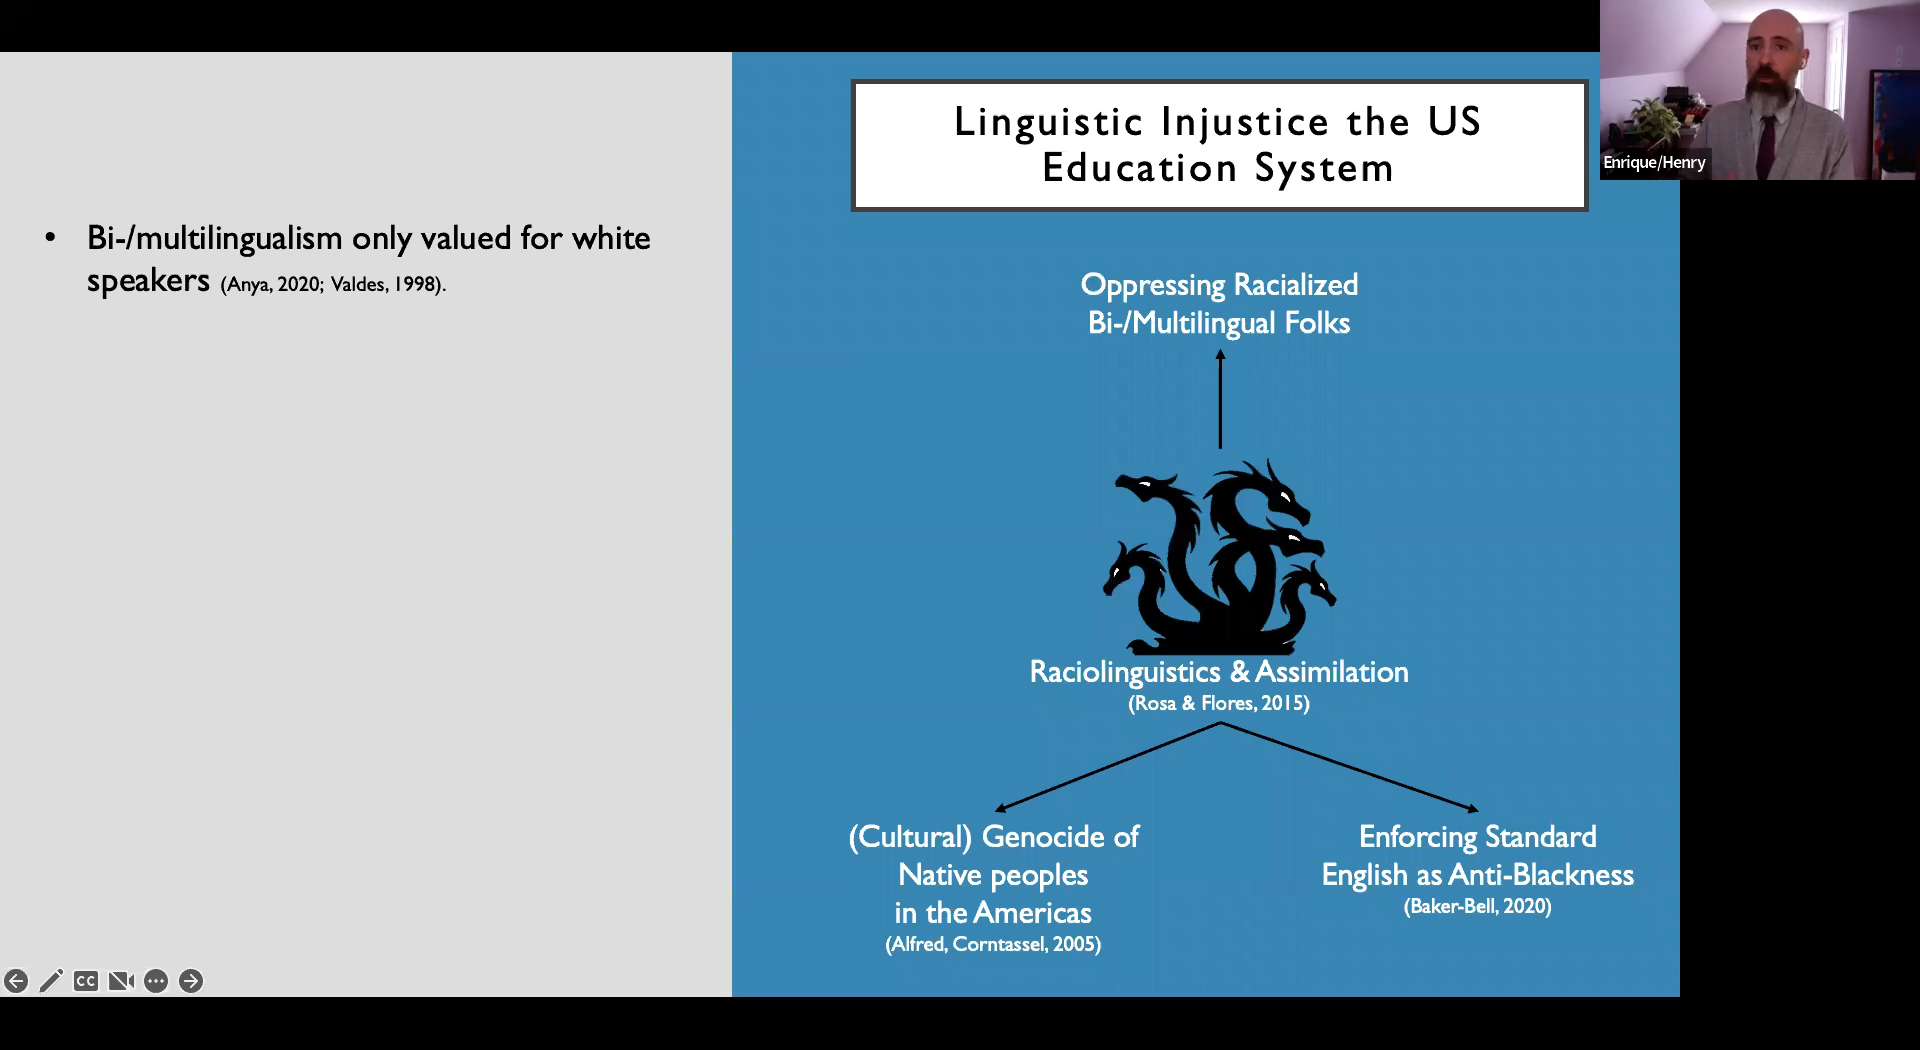 Linguistic Injustice the US
Education System
• Bi-/multilingualism only valued for white
speakers (Anya, 2020; Valdes, 1998).
Oppressing Racialized
Bi-/Multilingual Folks
Raciolinguistics & Assimilation
(Rosa & Flores, 2015)
(Cultural) Genocide of
Native peoples
in the Americas
(Alfred, Corntassel, 2005)
Enforcing Standard
English as Anti-Blackness
(Baker-Bell, 2020)
Enrique/Henry
CC